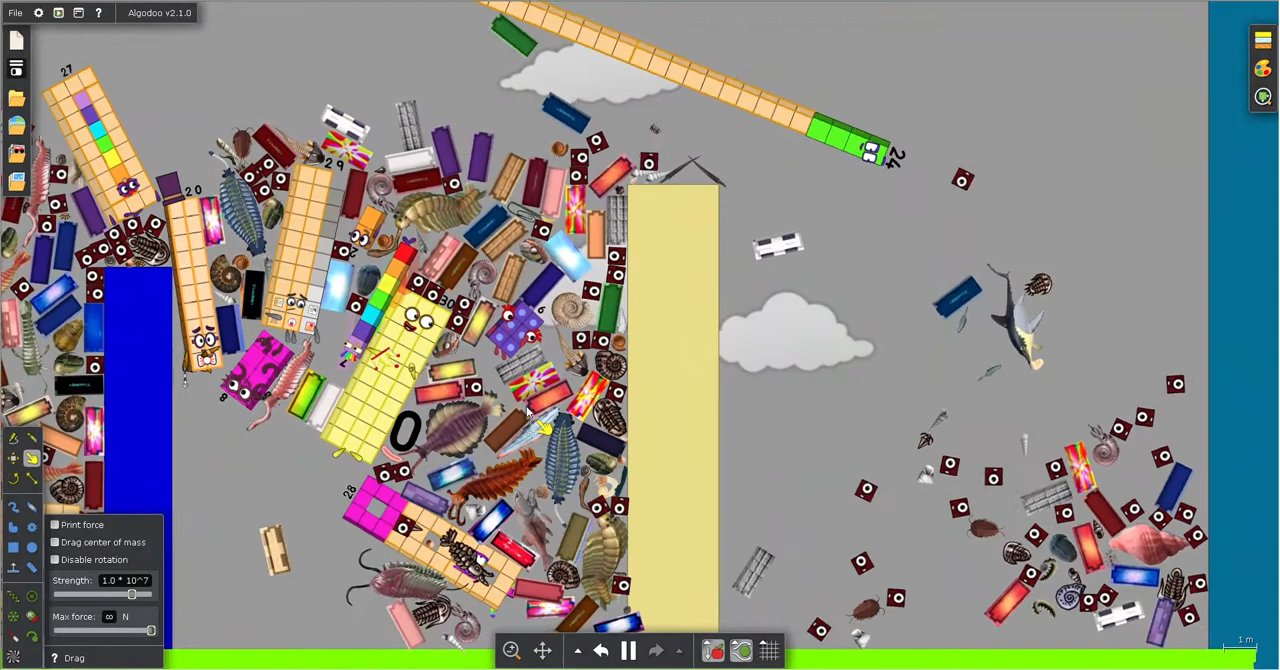 File ? Algodoo v2.1.0
27
24
29
20
30
6
2
8
0
28
Print force
Drag center of mass
Disable rotation
Strength: 1.0 * 10^7
Max force: ∞ N
? Drag
1 m